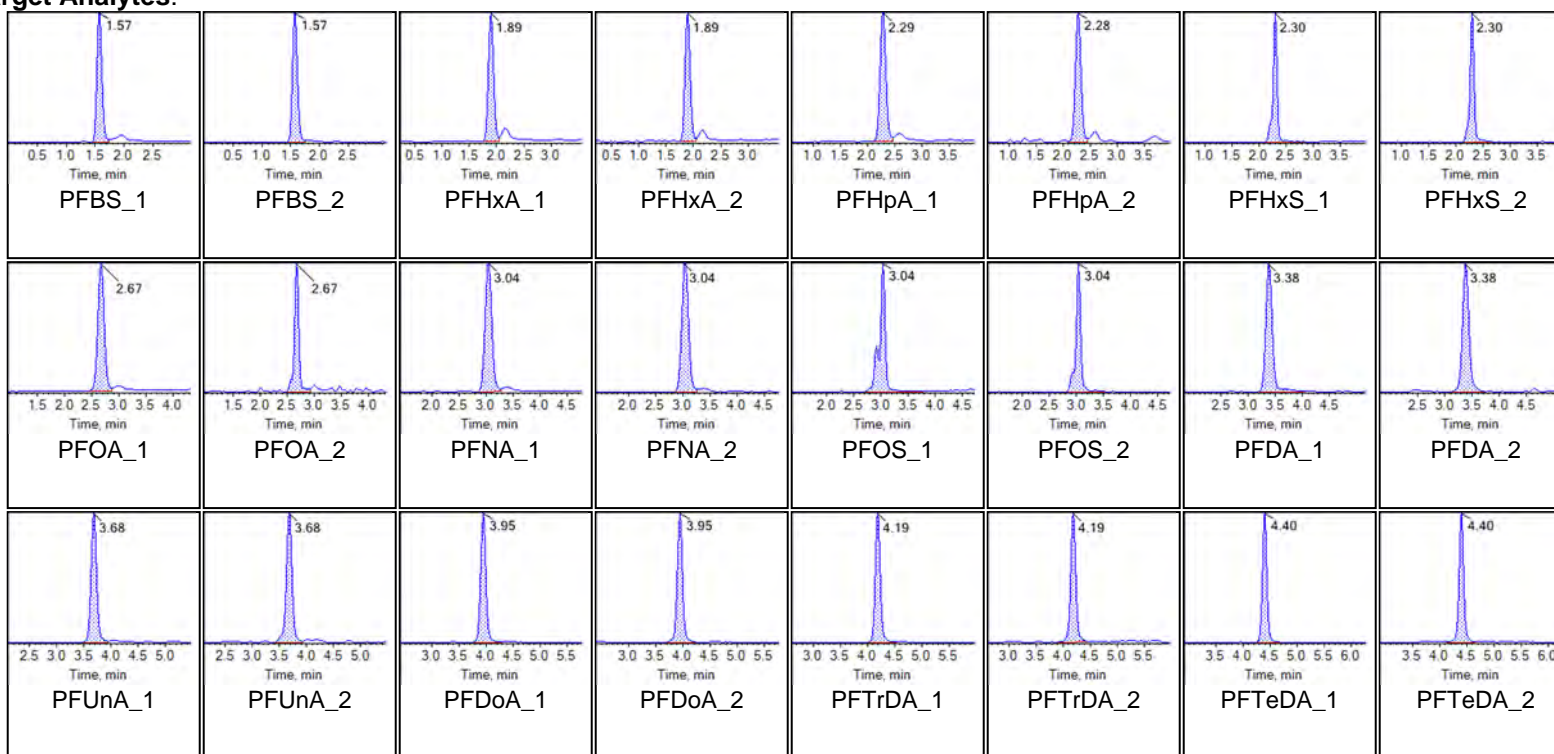 rget Analytes:
1.57 1.57 1.89 1.89 2.29 2.28 2.30 2.30
0.5 1.0 1.5 2.0 2.5 0.5 1.0 1.5 2.0 2.5 0.5 1.0 1.5 2.0 2.5 3.0 0.5 1.0 1.5 2.0 2.5 3.0 1.0 1.5 2.0 2.5 3.0 3.5 1.0 1.5 2.0 2.5 3.0 3.5 1.0 1.5 2.0 2.5 3.0 3.5 1.0 1.5 2.0 2.5 3.0 3.5
Time, min Time, min Time, min Time, min Time, min Time, min Time, min Time, min
PFBS_1 PFBS_2 PFHxA_1 PFHxA_2 PFHpA_1 PFHpA_2 PFHxS_1 PFHxS_2
2.67 2.67 3.04 3.04 3.04 3.04 3.38 3.38
1.5 2.0 2.5 3.0 3.5 4.0 1.5 2.0 2.5 3.0 3.5 4.0 2.0 2.5 3.0 3.5 4.0 4.5 2.0 2.5 3.0 3.5 4.0 4.5 2.0 2.5 3.0 3.5 4.0 4.5 2.0 2.5 3.0 3.5 4.0 4.5 2.5 3.0 3.5 4.0 4.5 2.5 3.0 3.5 4.0 4.5
Time, min Time, min Time, min Time, min Time, min Time, min Time, min Time, min
PFOA_1 PFOA_2 PFNA_1 PFNA_2 PFOS_1 PFOS_2 PFDA_1 PFDA_2
3.68 3.68 3.95 3.95 4.19 4.19 4.40 4.40
2.5 3.0 3.5 4.0 4.5 5.0 2.5 3.0 3.5 4.0 4.5 5.0 3.0 3.5 4.0 4.5 5.0 5.5 3.0 3.5 4.0 4.5 5.0 5.5 3.0 3.5 4.0 4.5 5.0 5.5 3.0 3.5 4.0 4.5 5.0 5.5 3.5 4.0 4.5 5.0 5.5 6.0 3.5 4.0 4.5 5.0 5.5 6.0
Time, min Time, min Time, min Time, min Time, min Time, min Time, min Time, min
PFUnA_1 PFUnA_2 PFDoA_1 PFDoA_2 PFTrDA_1 PFTrDA_2 PFTeDA_1 PFTeDA_2